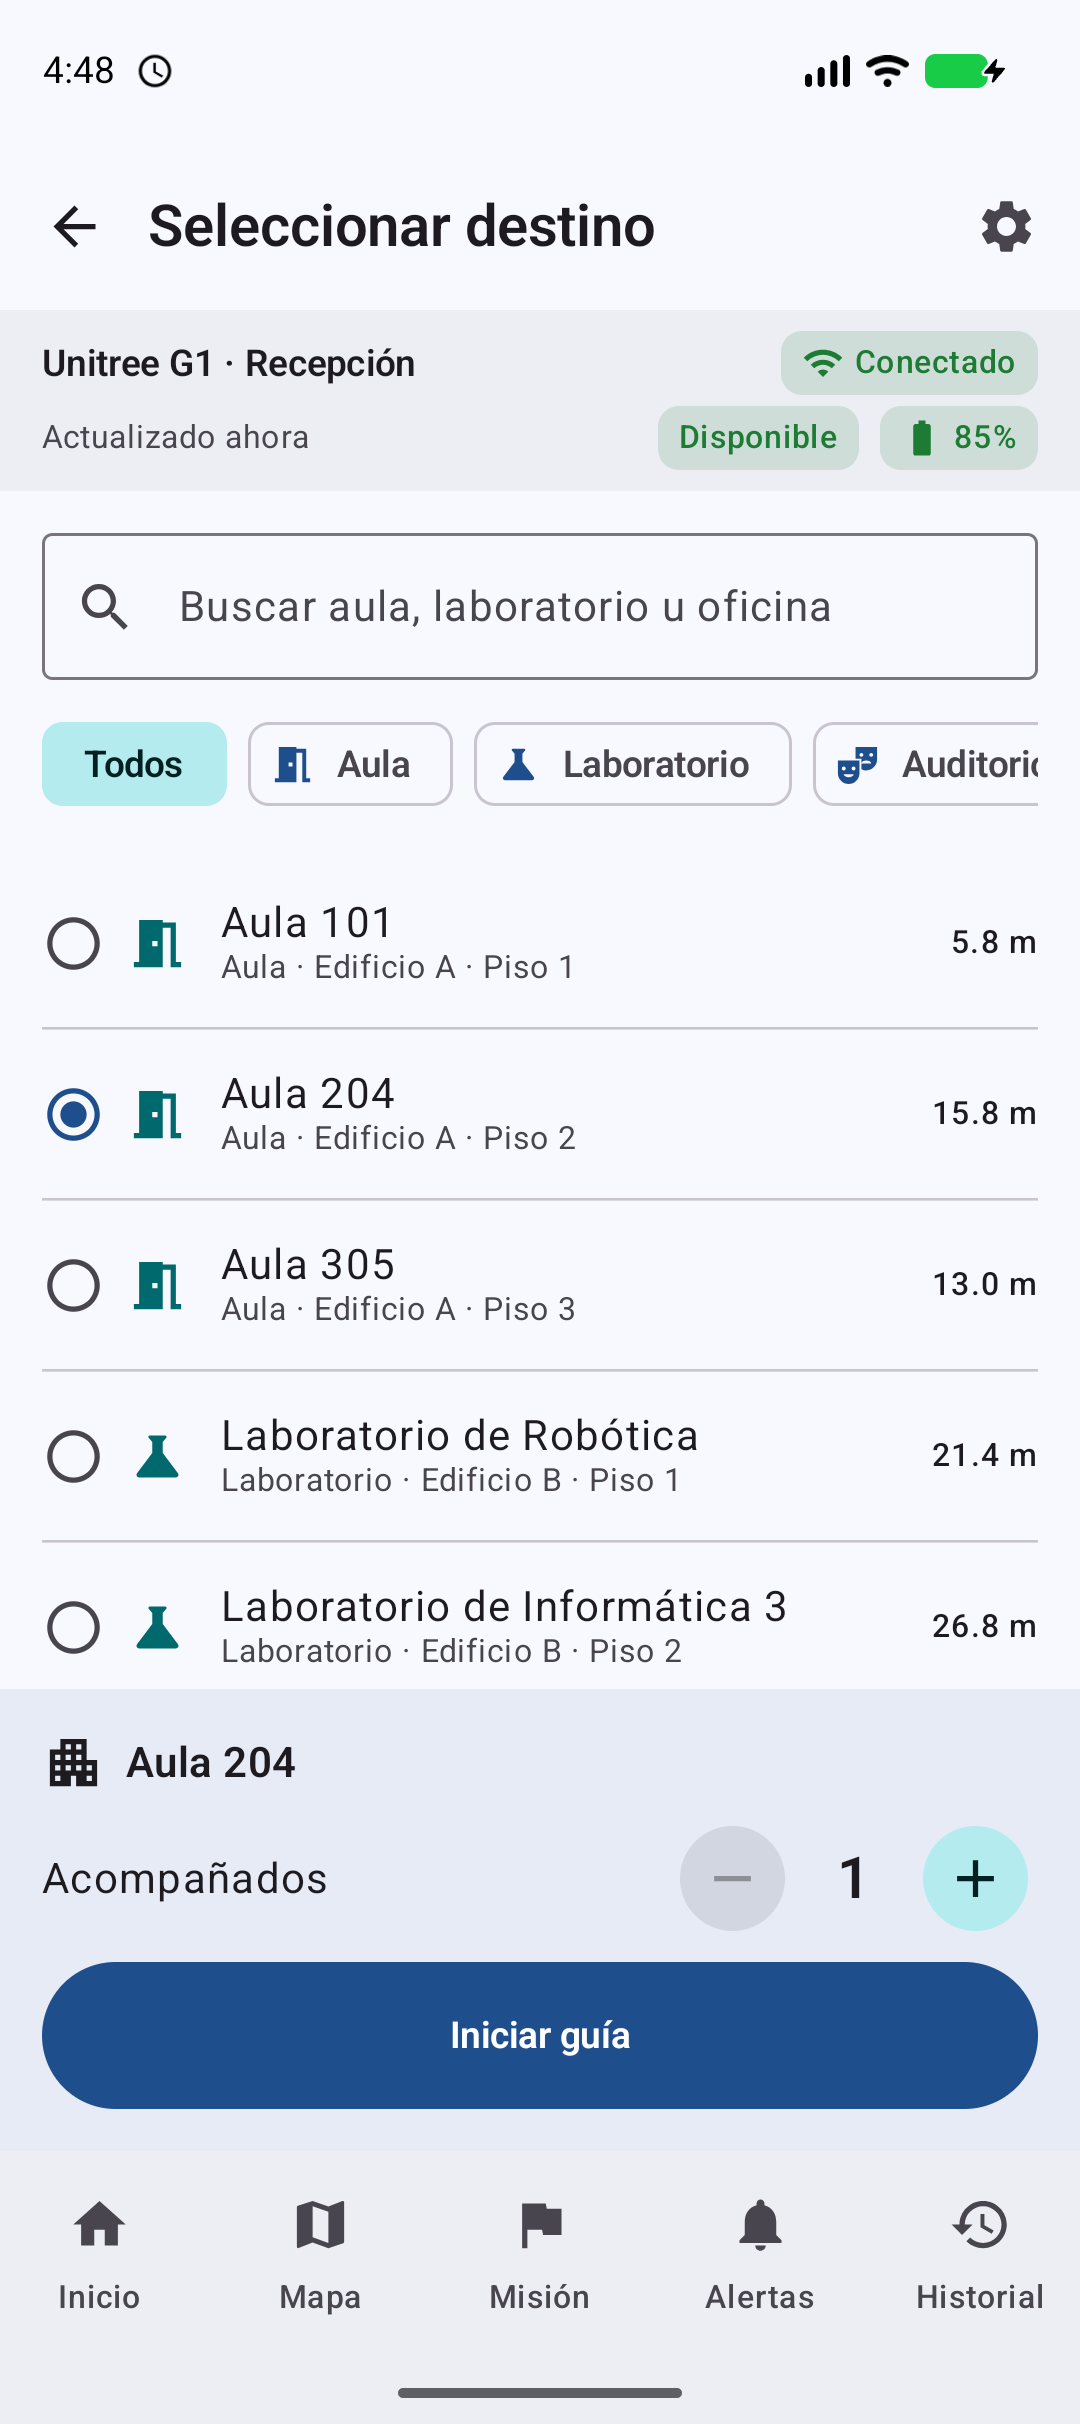 4:48
Seleccionar destino
Unitree G1 · Recepción
Conectado
Actualizado ahora
Disponible
85%
Buscar aula, laboratorio u oficina
Todos
Aula
Laboratorio
Auditorio
Aula 101
Aula · Edificio A · Piso 1
5.8 m
Aula 204
Aula · Edificio A · Piso 2
15.8 m
Aula 305
Aula · Edificio A · Piso 3
13.0 m
Laboratorio de Robótica
Laboratorio · Edificio B · Piso 1
21.4 m
Laboratorio de Informática 3
Laboratorio · Edificio B · Piso 2
26.8 m
Aula 204
Acompañados
1
Iniciar guía
Inicio
Mapa
Misión
Alertas
Historial